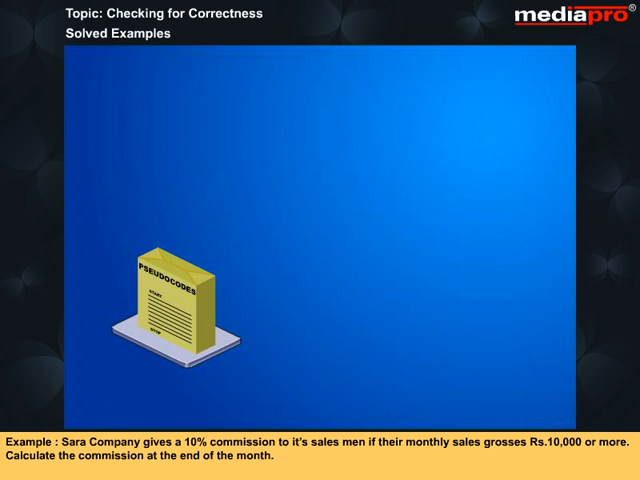 Topic: Checking for Correctness
Solved Examples
mediapro®
PSEUDOCODES
START
STOP
Example : Sara Company gives a 10% commission to it's sales men if their monthly sales grosses Rs.10,000 or more.
Calculate the commission at the end of the month.